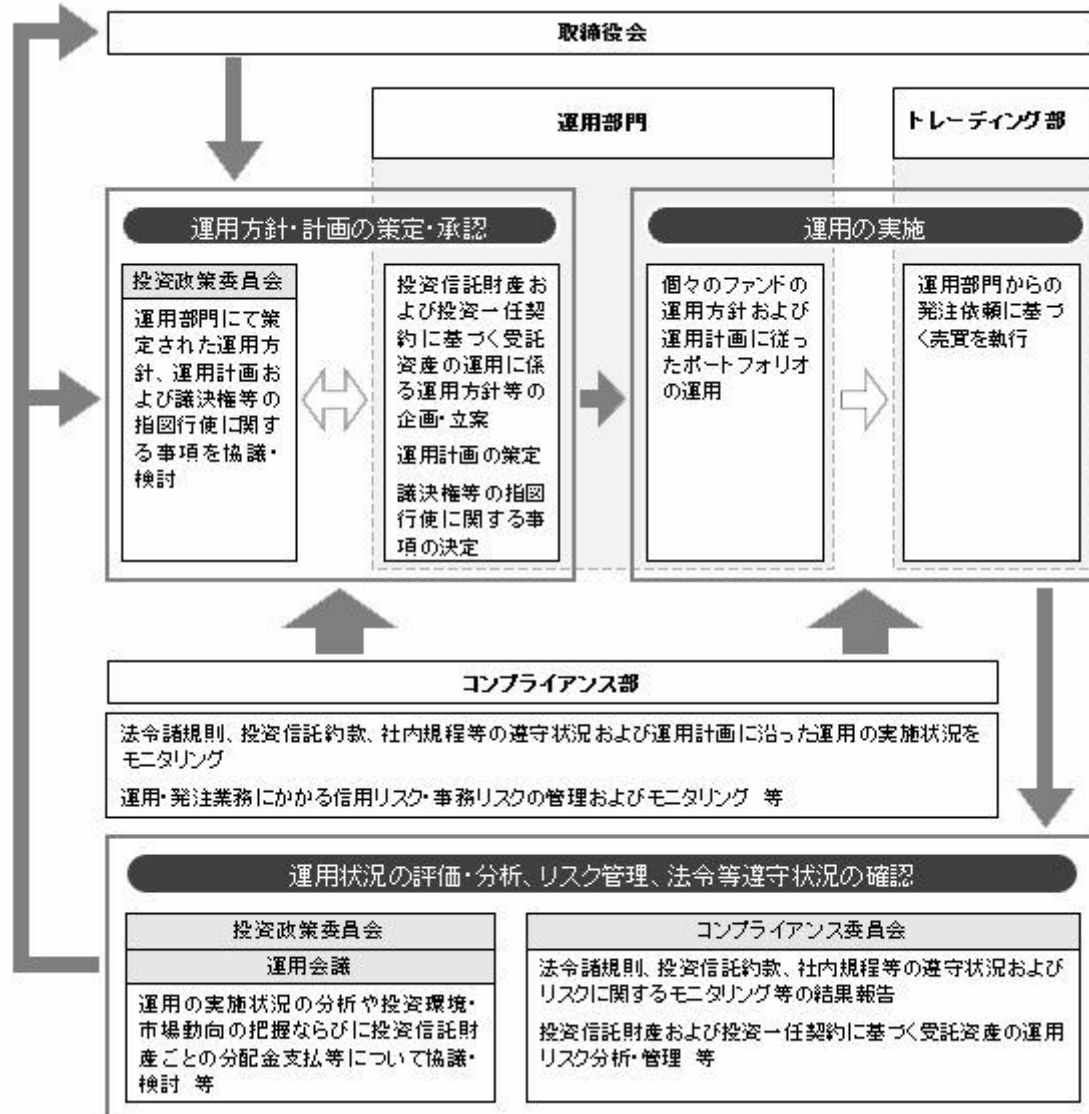 取締役会
運用部門
トレーディング部
運用方針・計画の策定・承認
投資政策委員会
運用部門にて策
定された運用方
針、運用計画お
よび議決権等の
指図行使に関す
る事項を協議・
検討
投資信託財産お
よび投資一任契
約に基づく受託
資産の運用に係
る運用方針等の
企画・立案
運用計画の策定
議決権等の指図
行使に関する事
項の決定
運用の実施
個々のファンドの
運用方針および
運用計画に従っ
たポートフォリオ
の運用
運用部門からの
発注依頼に基づ
く売買を執行
コンプライアンス部
法令諸規則、投資信託約款、社内規程等の遵守状況および運用計画に沿った運用の実施状況を
モニタリング
運用・発注業務にかかる信用リスク・事務リスクの管理およびモニタリング 等
運用状況の評価・分析、リスク管理、法令等遵守状況の確認
投資政策委員会
運用会議
運用の実施状況の分析や投資環境・
市場動向の把握ならびに投資信託財
産ごとの分配金支払等について協議・
検討 等
コンプライアンス委員会
法令諸規則、投資信託約款、社内規程等の遵守状況および
リスクに関するモニタリング等の結果報告
投資信託財産および投資一任契約に基づく受託資産の運用
リスク分析・管理 等